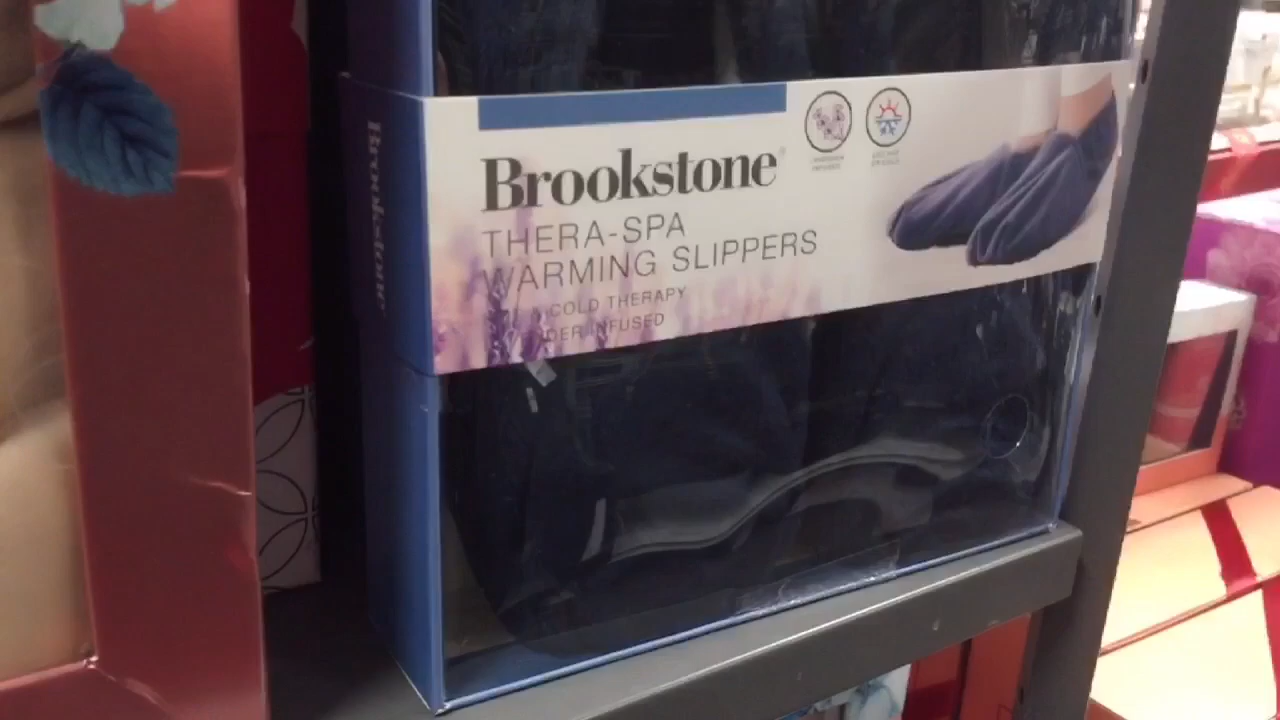 Brookstone
Brookstone
THERA-SPA
WARMING SLIPPERS
COLD THERAPY
INFUSED